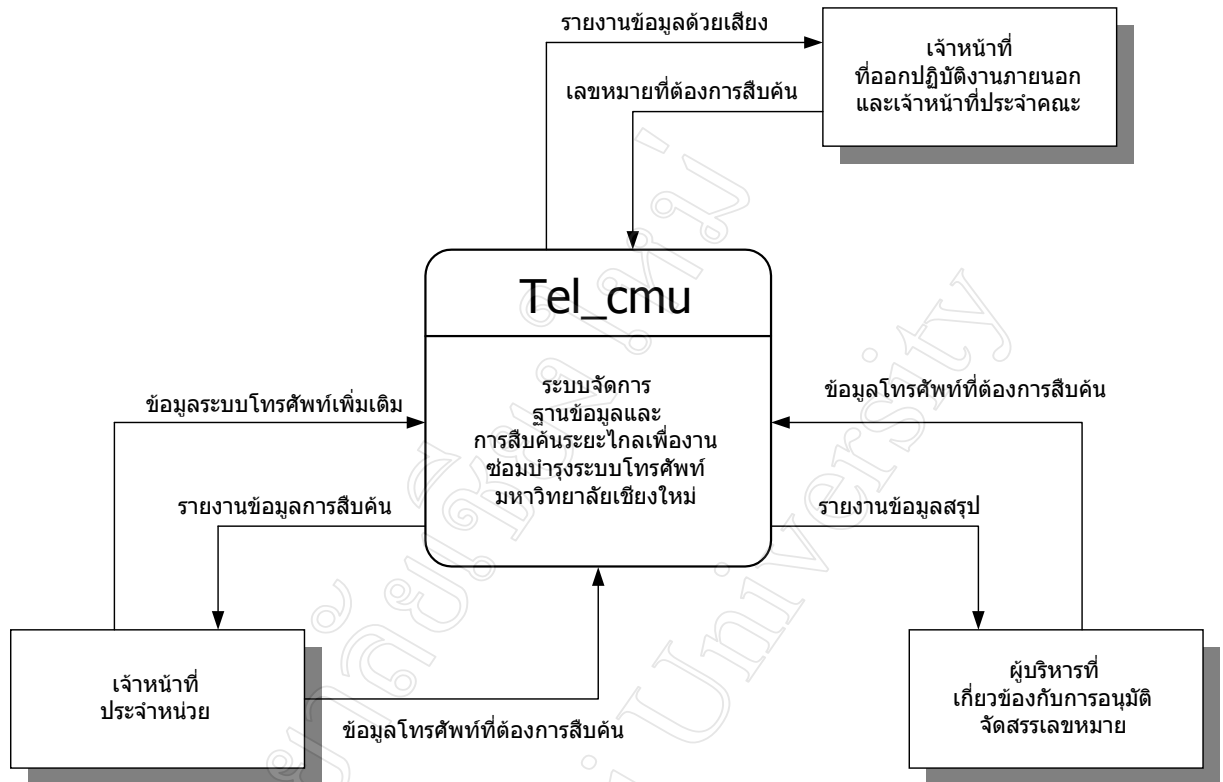 รายงานข้อมูลด้วยเสียง
เจ้าหน้าที่
ที่ออกปฏิบัติงานภายนอก
และเจ้าหน้าที่ประจำคณะ
เลขหมายที่ต้องการสืบค้น
Tel_cmu
ระบบจัดการ
ฐานข้อมูลและ
การสืบค้นระยะไกลเพื่องาน
ซ่อมบำรุงระบบโทรศัพท์
มหาวิทยาลัยเชียงใหม่
ข้อมูลระบบโทรศัพท์เพิ่มเติม
ข้อมูลโทรศัพท์ที่ต้องการสืบค้น
รายงานข้อมูลการสืบค้น
รายงานข้อมูลสรุป
เจ้าหน้าที่
ประจำหน่วย
ข้อมูลโทรศัพท์ที่ต้องการสืบค้น
ผู้บริหารที่
เกี่ยวข้องกับการอนุมัติ
จัดสรรเลขหมาย
ยาลัยเชียงใหม่
i University